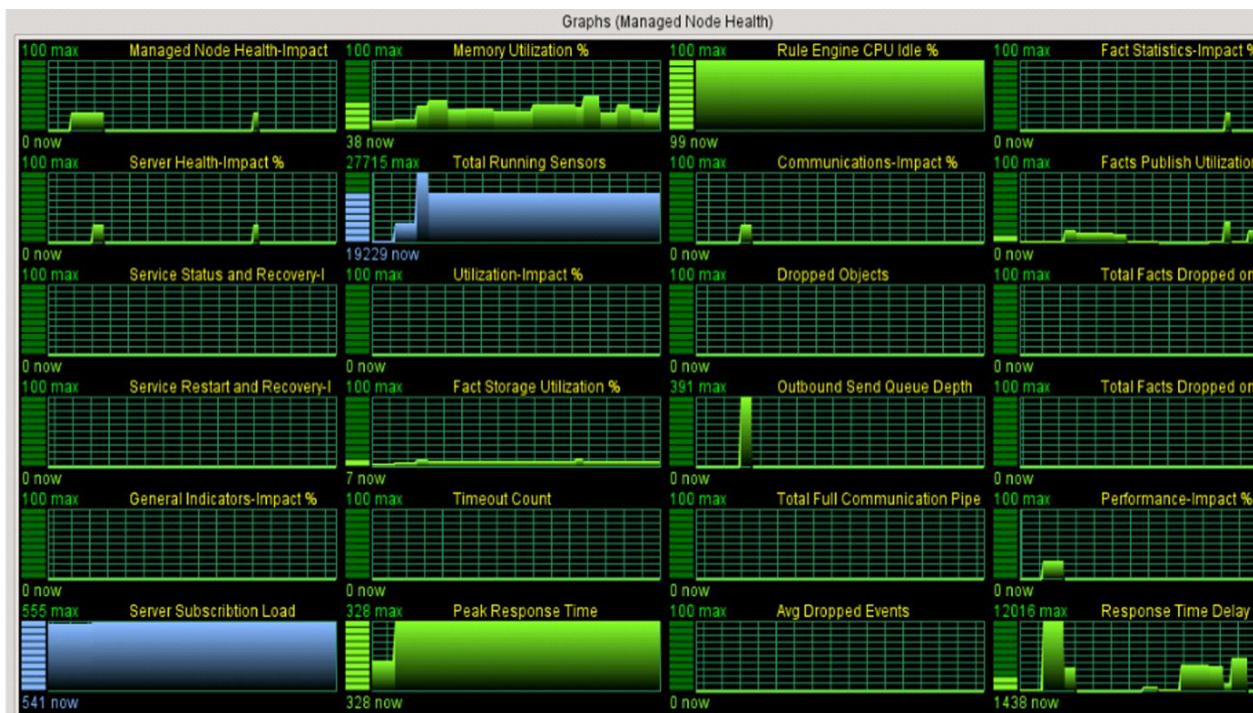 Graphs (Managed Node Health)
100 max Managed Node Health-Impact
0 now
100 max Memory Utilization %
38 now
100 max Rule Engine CPU Idle %
99 now
100 max Fact Statistics-Impact %
0 now
100 max Server Health-Impact %
0 now
27715 max Total Running Sensors
19229 now
100 max Communications-Impact %
0 now
100 max Facts Publish Utilization
0 now
100 max Service Status and Recovery-I
0 now
100 max Utilization-Impact %
0 now
100 max Dropped Objects
0 now
100 max Total Facts Dropped on
0 now
100 max Service Restart and Recovery-I
0 now
100 max Fact Storage Utilization %
7 now
391 max Outbound Send Queue Depth
0 now
100 max Total Facts Dropped on
0 now
100 max General Indicators-Impact %
0 now
100 max Timeout Count
0 now
100 max Total Full Communication Pipe
0 now
100 max Performance-Impact %
0 now
555 max Server Subscribtion Load
541 now
328 max Peak Response Time
328 now
100 max Avg Dropped Events
0 now
12016 max Response Time Delay
1438 now